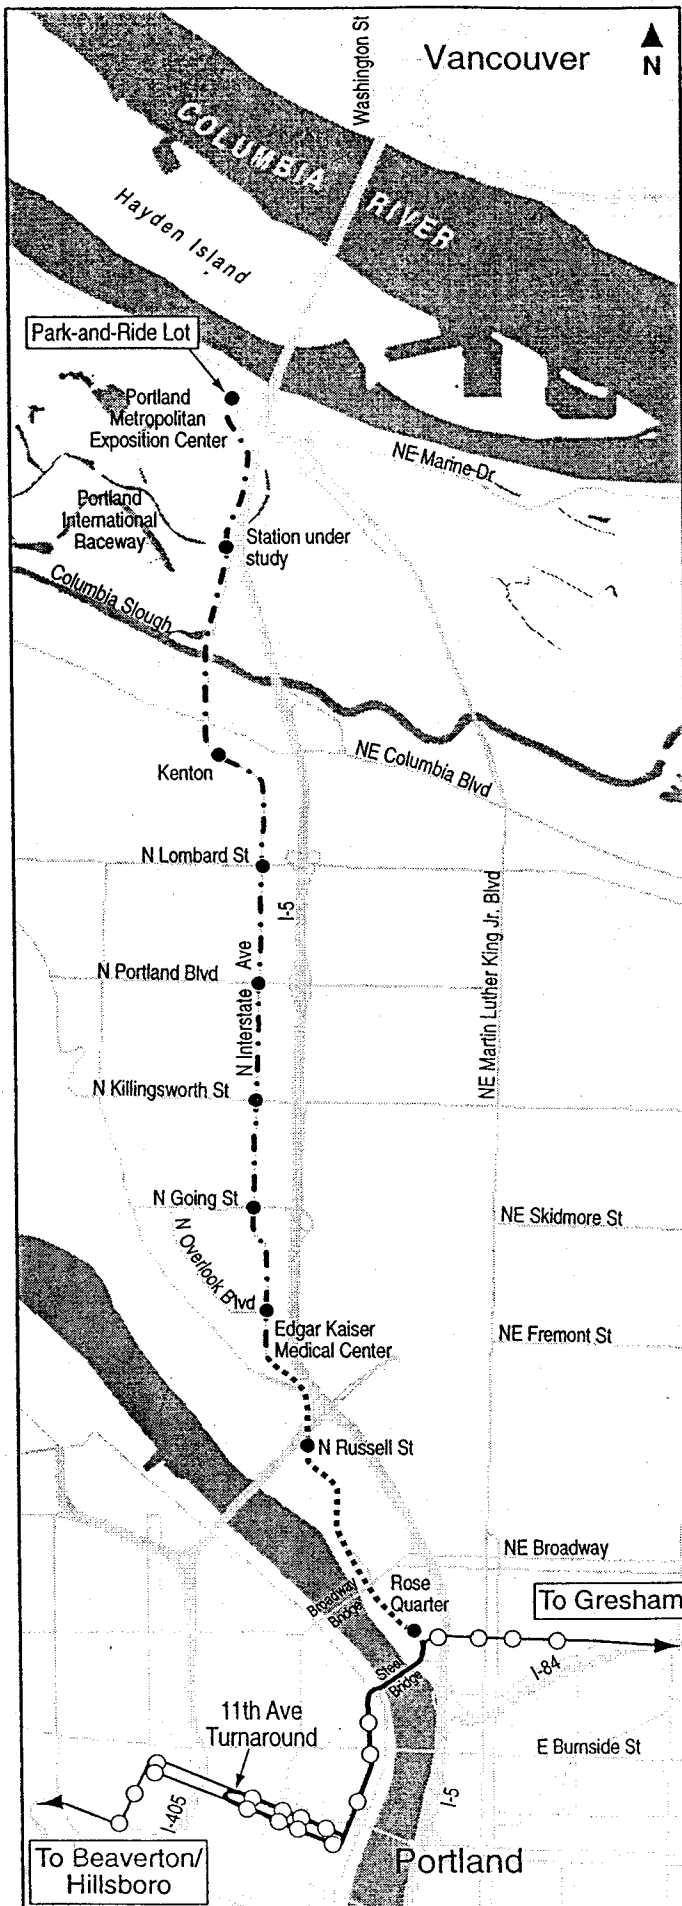 Washington St
Vancouver
N
COLUMBIA
RIVER
Hayden Island
Park-and-Ride Lot
Portland
Metropolitan
Exposition Center
NE Marine Dr
Portland
International
Raceway
Station under
study
Columbia Slough
Kenton
NE Columbia Blvd
N Lombard St
I-5
NE Martin Luther King Jr. Blvd
N Interstate Ave
N Portland Blvd
N Killingsworth St
N Going St
NE Skidmore St
N Overlook Blvd
Edgar Kaiser
Medical Center
NE Fremont St
N Russell St
NE Broadway
Rose
Quarter
Broadway
Bridge
To Gresham
Steel
Bridge
I-84
11th Ave
Turnaround
E Burnside St
I-405
I-5
To Beaverton/
Hillsboro
Portland